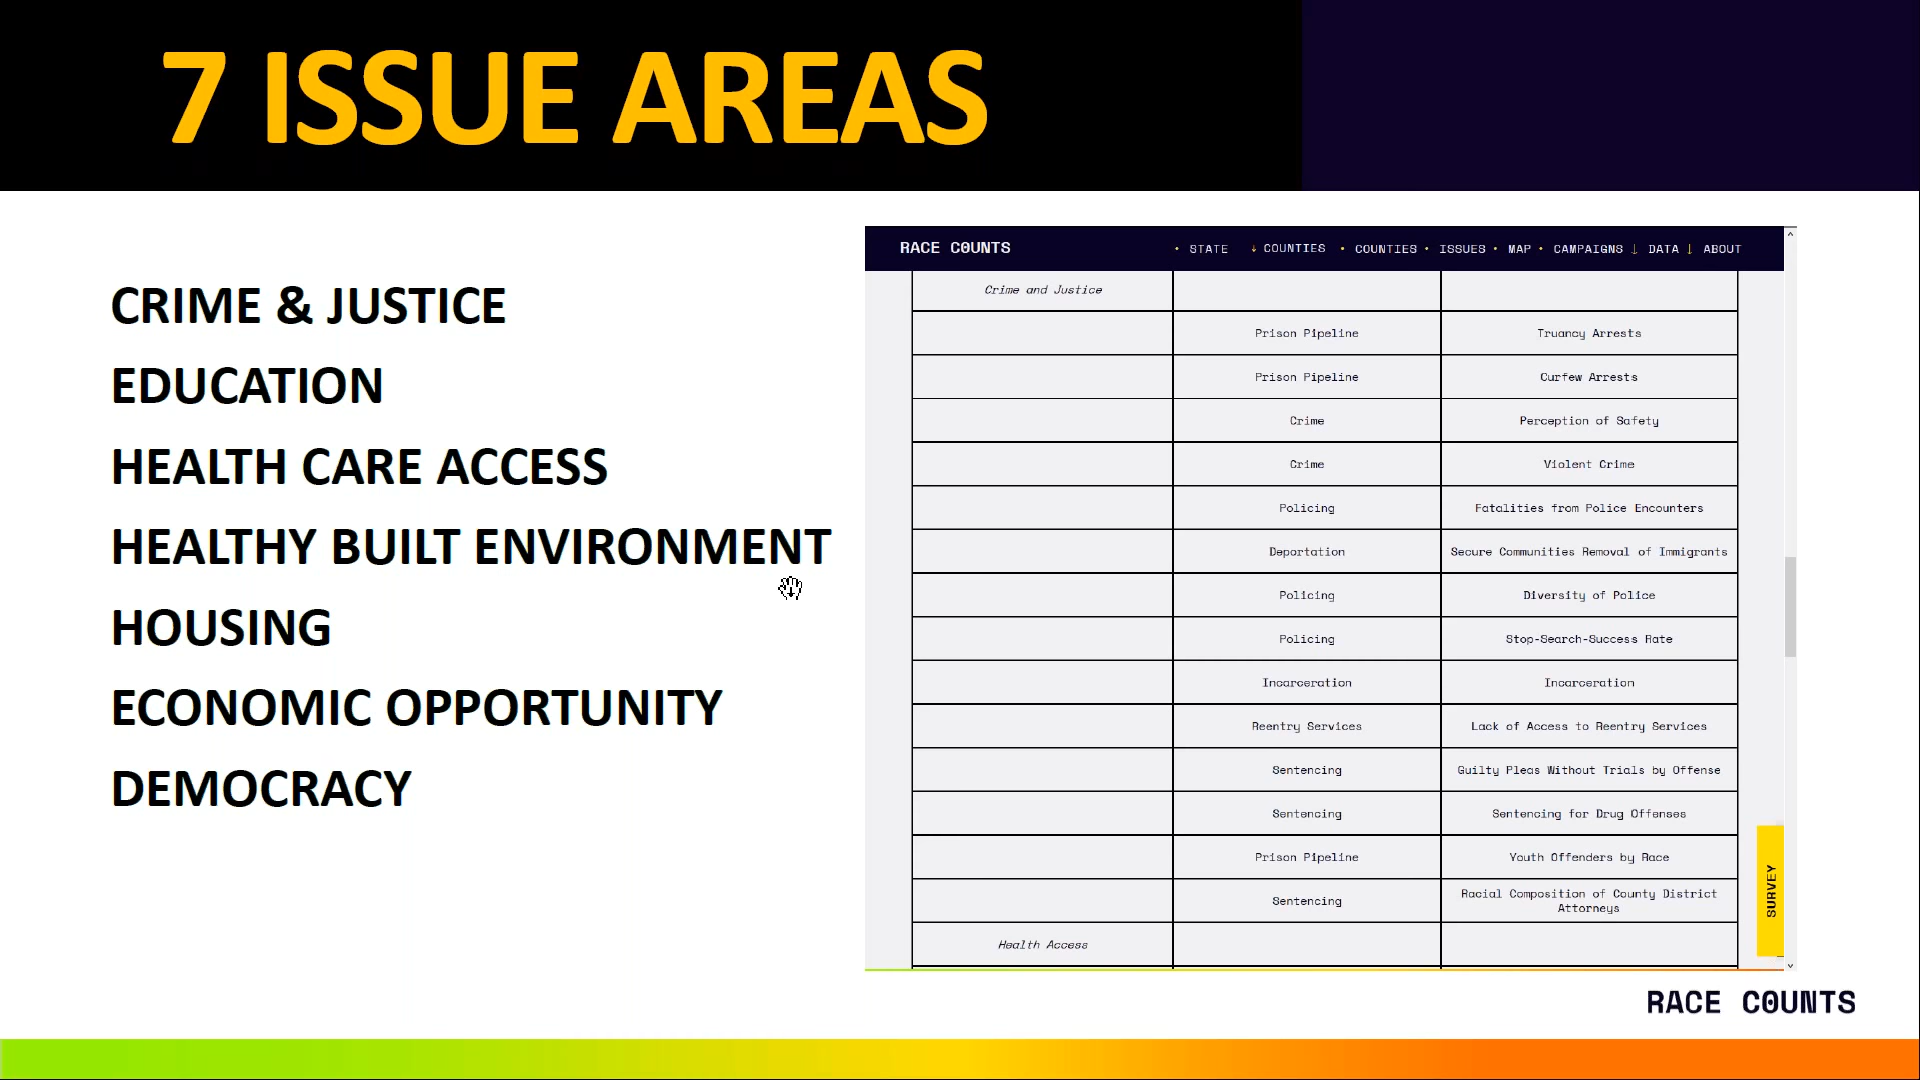 7 ISSUE AREAS
CRIME & JUSTICE
EDUCATION
HEALTH CARE ACCESS
HEALTHY BUILT ENVIRONMENT
HOUSING
ECONOMIC OPPORTUNITY
DEMOCRACY
RACE COUNTS
• STATE ↓ COUNTIES • COUNTIES • ISSUES • MAP • CAMPAIGNS ↓ DATA ↓ ABOUT
Crime and Justice
Prison Pipeline Truancy Arrests
Prison Pipeline Curfew Arrests
Crime Perception of Safety
Crime Violent Crime
Policing Fatalities from Police Encounters
Deportation Secure Communities Removal of Immigrants
Policing Diversity of Police
Policing Stop-Search-Success Rate
Incarceration Incarceration
Reentry Services Lack of Access to Reentry Services
Sentencing Guilty Pleas Without Trials by Offense
Sentencing Sentencing for Drug Offenses
Prison Pipeline Youth Offenders by Race
Sentencing Racial Composition of County District
Attorneys
Health Access
SURVEY
RACE COUNTS